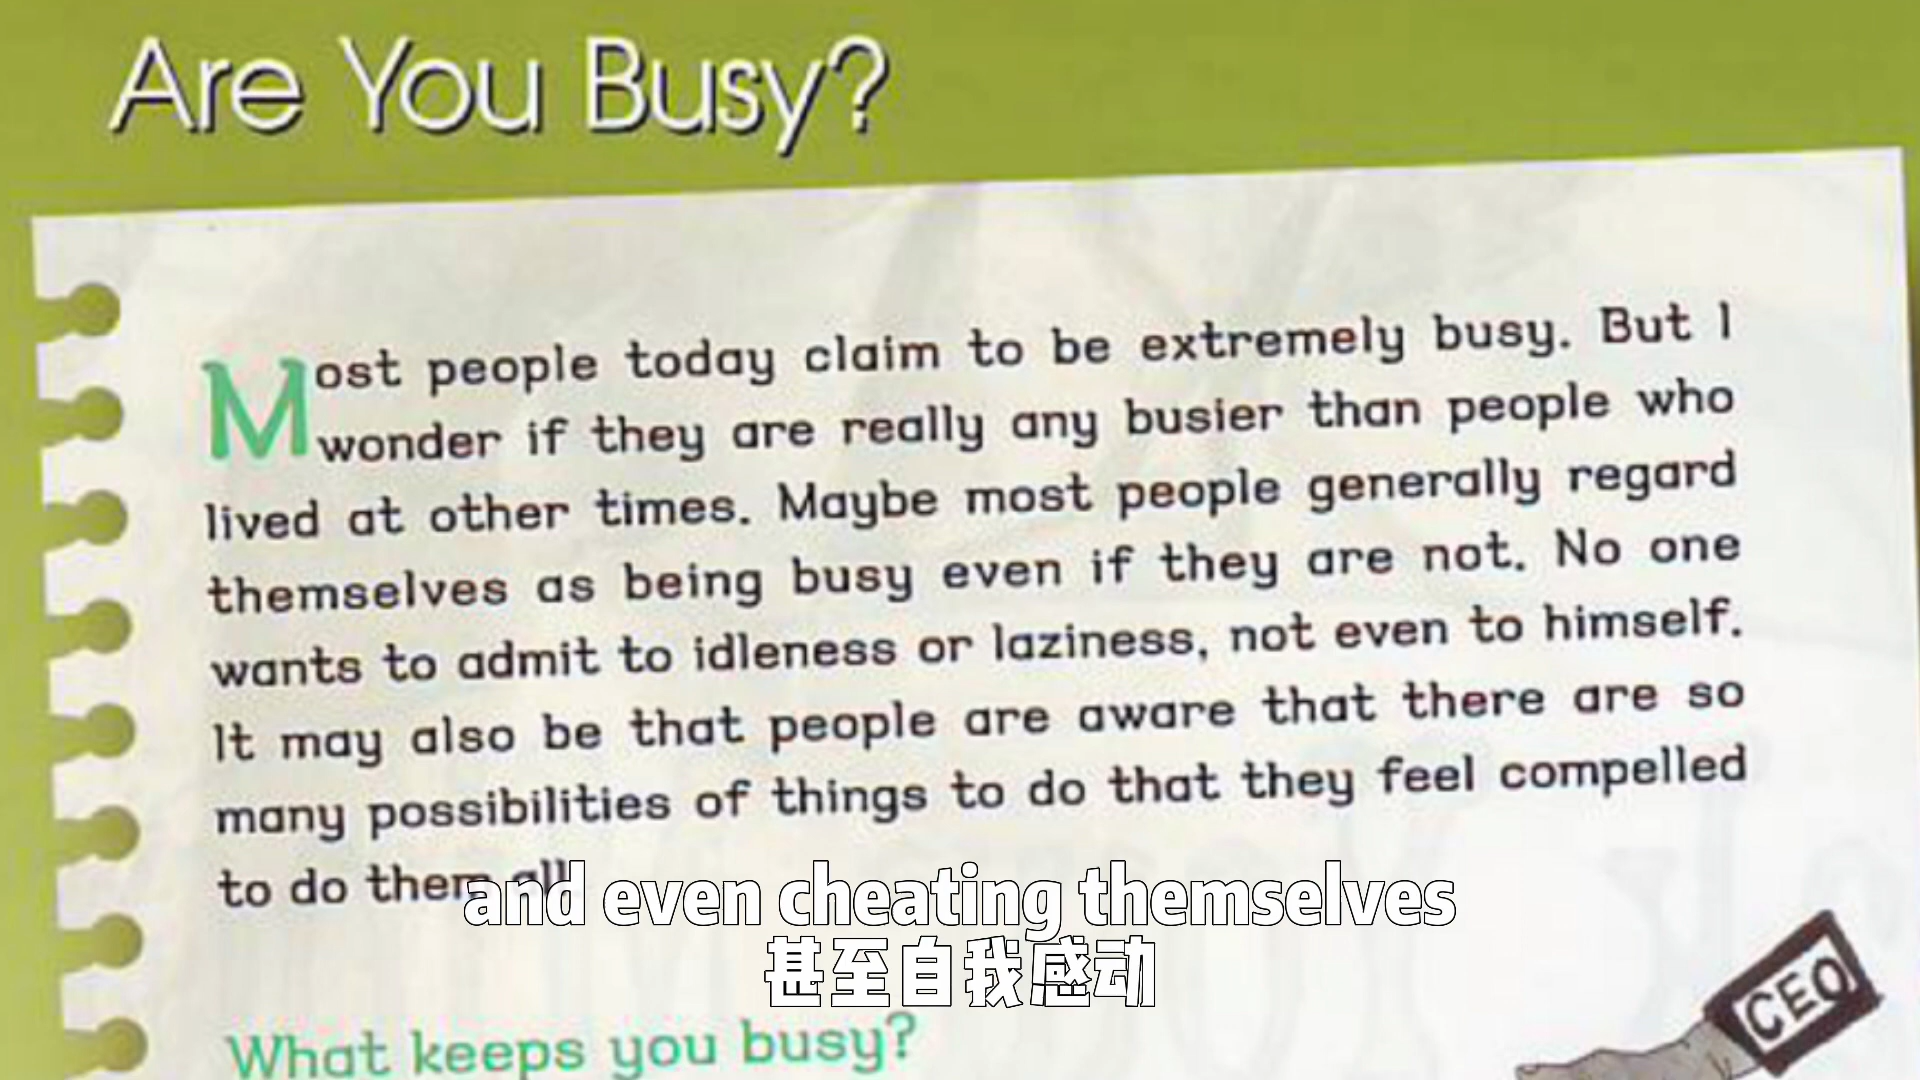 Are You Busy?
Most people today claim to be extremely busy. But I
wonder if they are really any busier than people who
lived at other times. Maybe most people generally regard
themselves as being busy even if they are not. No one
wants to admit to idleness or laziness, not even to himself.
It may also be that people are aware that there are so
many possibilities of things to do that they feel compelled
to do them all.
and even cheating themselves
甚至自我感动
What keeps you busy?
CEO